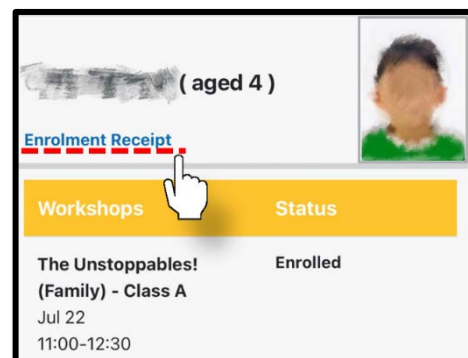 ( aged 4 )
Enrolment Receipt
Workshops Status
The Unstoppables! Enrolled
(Family) - Class A
Jul 22
11:00-12:30